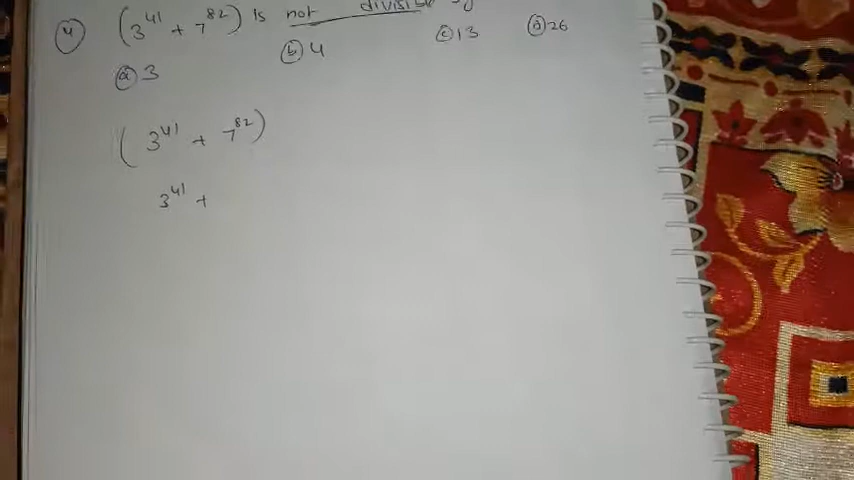 ④ (3^41 + 7^82) is not divisible by
ⓐ 3 ⓑ 4 ⓒ 13 ⓓ 26
(3^41 + 7^82)
3^41 +